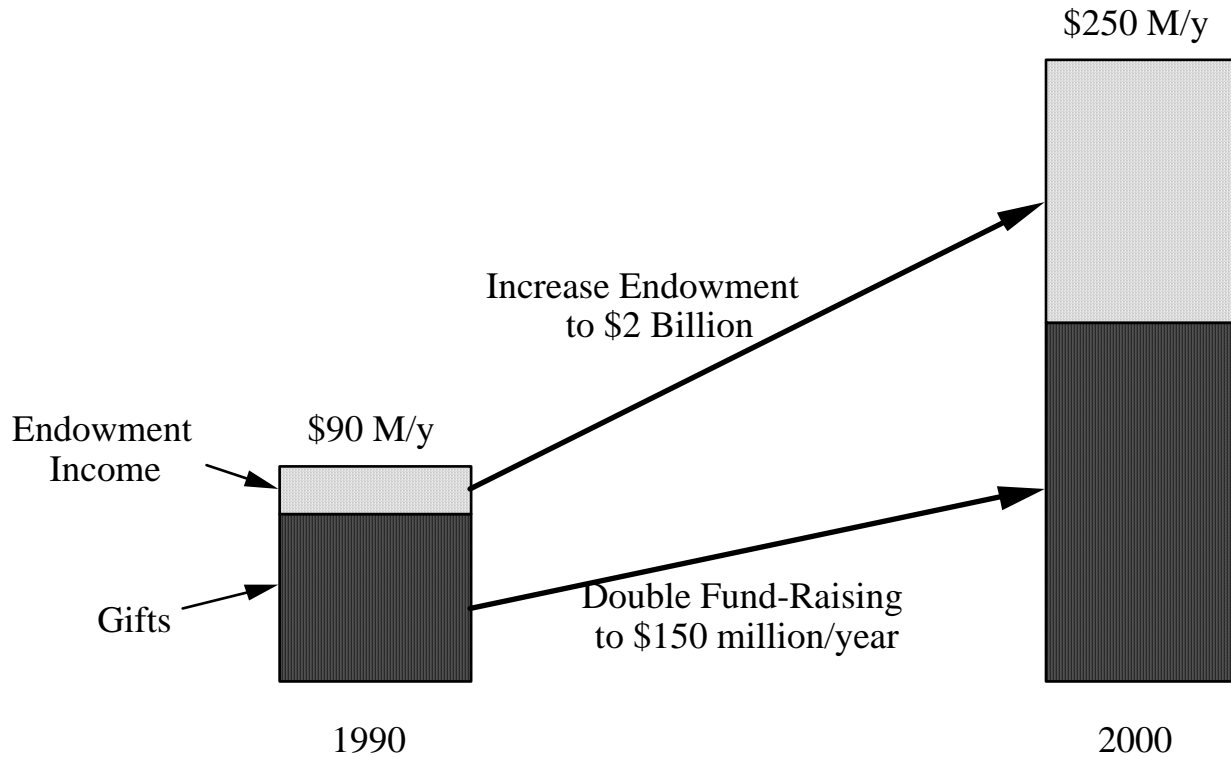 $250 M/y
Increase Endowment
to $2 Billion
Endowment
Income
$90 M/y
Gifts
Double Fund-Raising
to $150 million/year
1990
2000